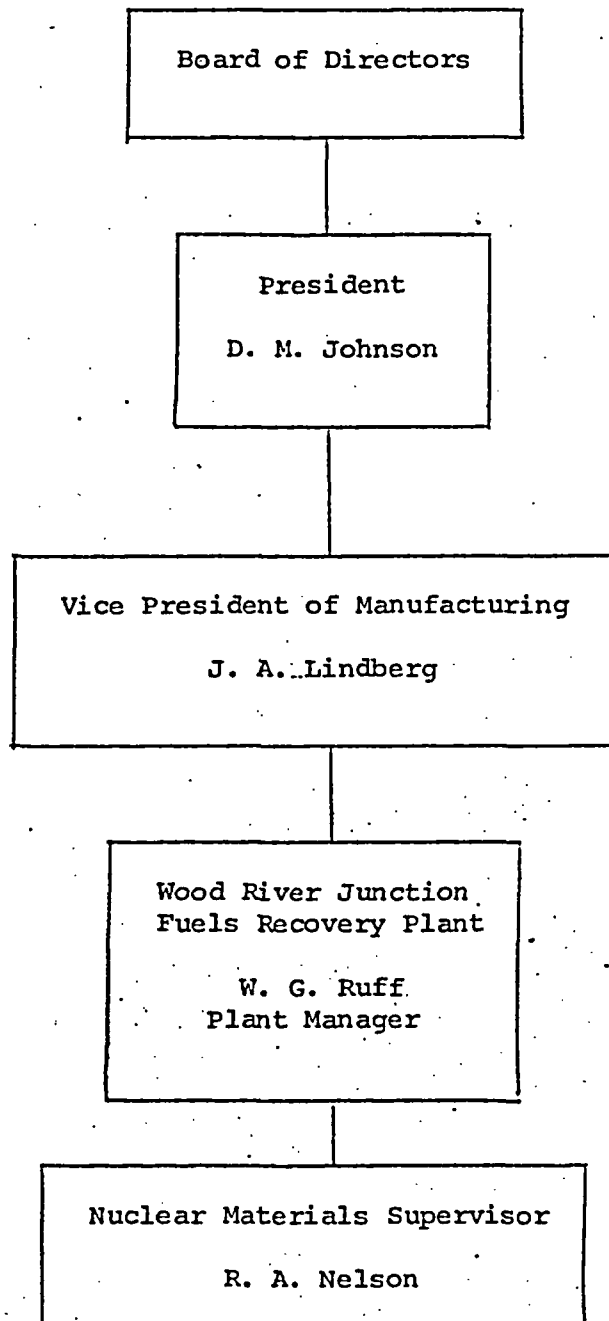 Board of Directors
President
D. M. Johnson
Vice President of Manufacturing
J. A. Lindberg
Wood River Junction
Fuels Recovery Plant
W. G. Ruff
Plant Manager
Nuclear Materials Supervisor
R. A. Nelson